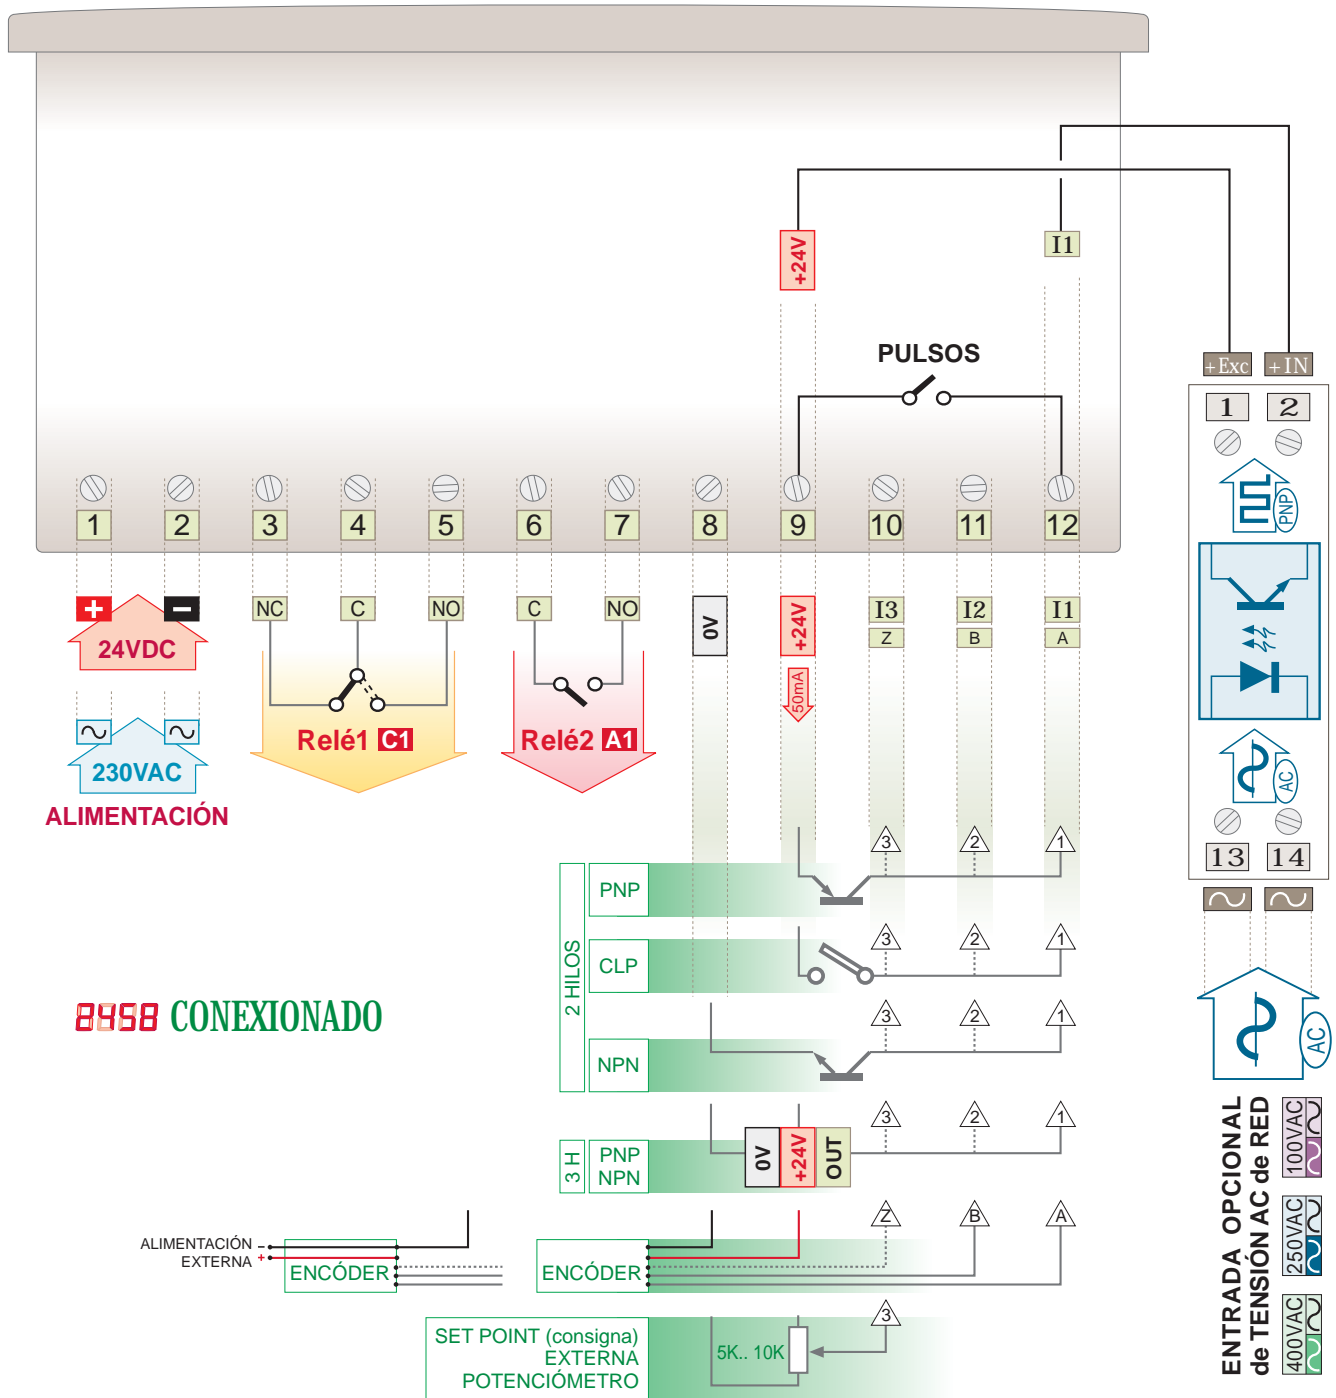 +24V
I1
PULSOS
+Exc +IN
1 2
PNP
1 2 3 4 5 6 7 8 9 10 11 12
+ −
24VDC
NC C NO C NO
0V
+24V
I3 I2 I1
Z B A
50mA
Relé1 C1
Relé2 A1
230VAC
ALIMENTACIÓN
AC
13 14
2 HILOS
PNP
3 2 1
CLP
3 2 1
NPN
3 2 1
8458 CONEXIONADO
AC
3 H
PNP
NPN
0V
+24V
OUT
3 2 1
ALIMENTACIÓN −
EXTERNA +
ENCÓDER
ENCÓDER
Z B A
SET POINT (consigna)
EXTERNA
POTENCIÓMETRO
5K.. 10K
3
ENTRADA OPCIONAL
de TENSIÓN AC de RED
100VAC
250VAC
400VAC